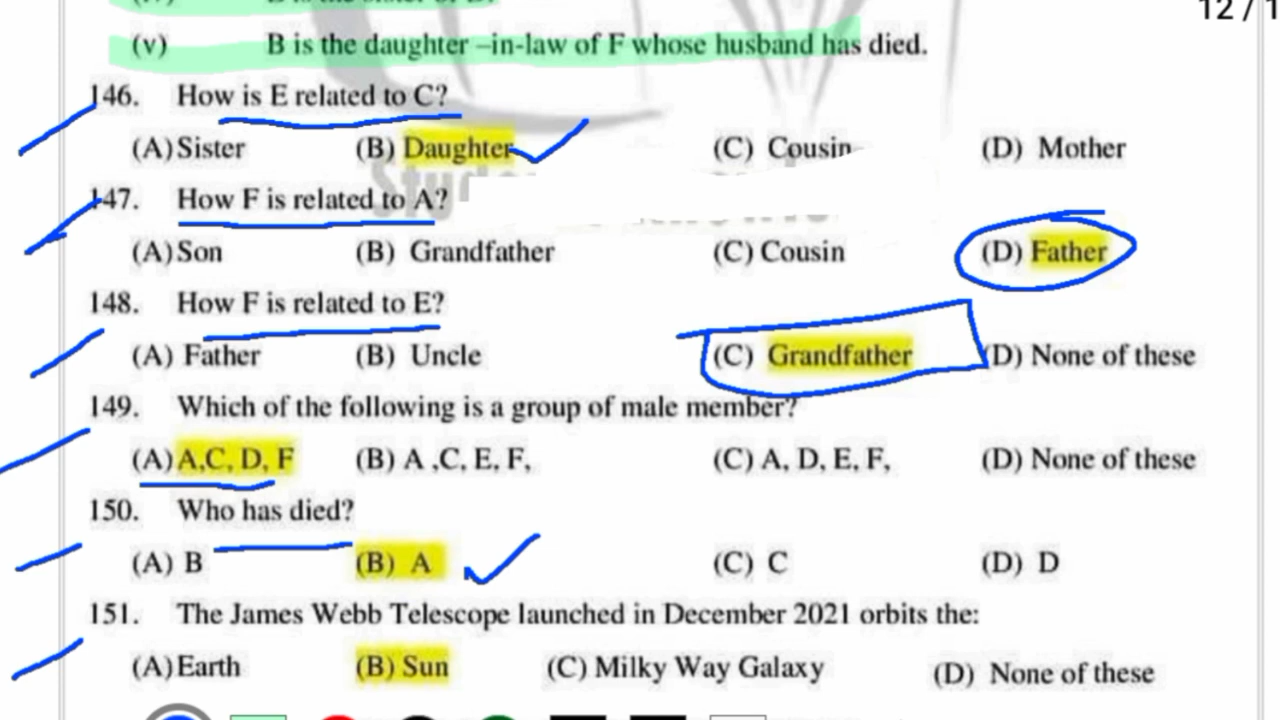 12 / 1
(v) B is the daughter –in-law of F whose husband has died.
146. How is E related to C?
(A) Sister (B) Daughter (C) Cousin (D) Mother
147. How F is related to A?
(A) Son (B) Grandfather (C) Cousin (D) Father
148. How F is related to E?
(A) Father (B) Uncle (C) Grandfather (D) None of these
149. Which of the following is a group of male member?
(A) A,C, D, F (B) A ,C, E, F, (C) A, D, E, F, (D) None of these
150. Who has died?
(A) B (B) A (C) C (D) D
151. The James Webb Telescope launched in December 2021 orbits the:
(A) Earth (B) Sun (C) Milky Way Galaxy (D) None of these